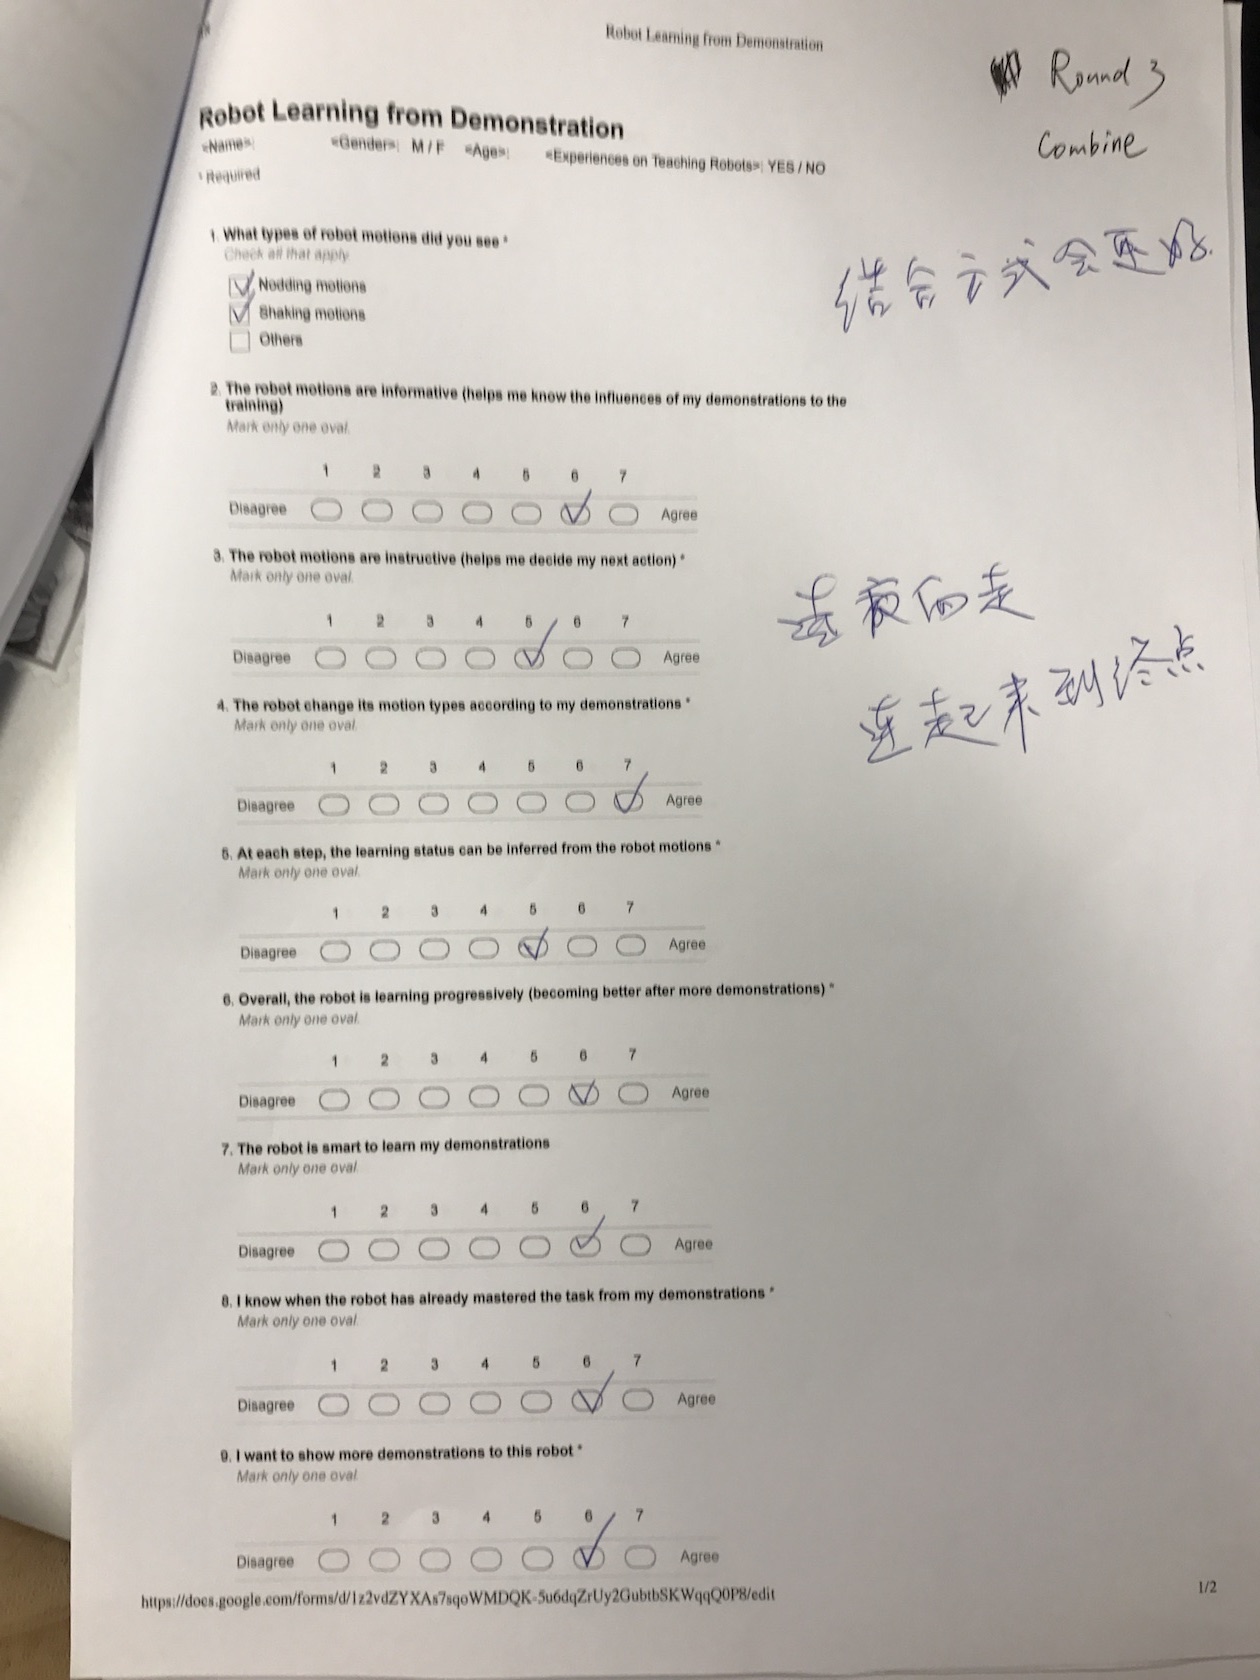 Robot Learning from Demonstration
Round 3
Combine
Robot Learning from Demonstration
<Name>: <Gender>: M / F <Age>: <Experiences on Teaching Robots>: YES / NO
* Required
结合方式会更好.
1. What types of robot motions did you see *
Check all that apply.
Nodding motions
Shaking motions
Others
2. The robot motions are informative (helps me know the influences of my demonstrations to the
training)
Mark only one oval.
1 2 3 4 5 6 7
Disagree Agree
3. The robot motions are instructive (helps me decide my next action) *
Mark only one oval.
1 2 3 4 5 6 7
Disagree Agree
走
连起来到终点
4. The robot change its motion types according to my demonstrations *
Mark only one oval.
1 2 3 4 5 6 7
Disagree Agree
5. At each step, the learning status can be inferred from the robot motions *
Mark only one oval.
1 2 3 4 5 6 7
Disagree Agree
6. Overall, the robot is learning progressively (becoming better after more demonstrations) *
Mark only one oval.
1 2 3 4 5 6 7
Disagree Agree
7. The robot is smart to learn my demonstrations
Mark only one oval.
1 2 3 4 5 6 7
Disagree Agree
8. I know when the robot has already mastered the task from my demonstrations *
Mark only one oval.
1 2 3 4 5 6 7
Disagree Agree
9. I want to show more demonstrations to this robot *
Mark only one oval.
1 2 3 4 5 6 7
Disagree Agree
https://docs.google.com/forms/d/1z2vdZYXAs7sqoWMDQK-5u6dqZrUy2GubtbSKWqqQ0P8/edit
1/2